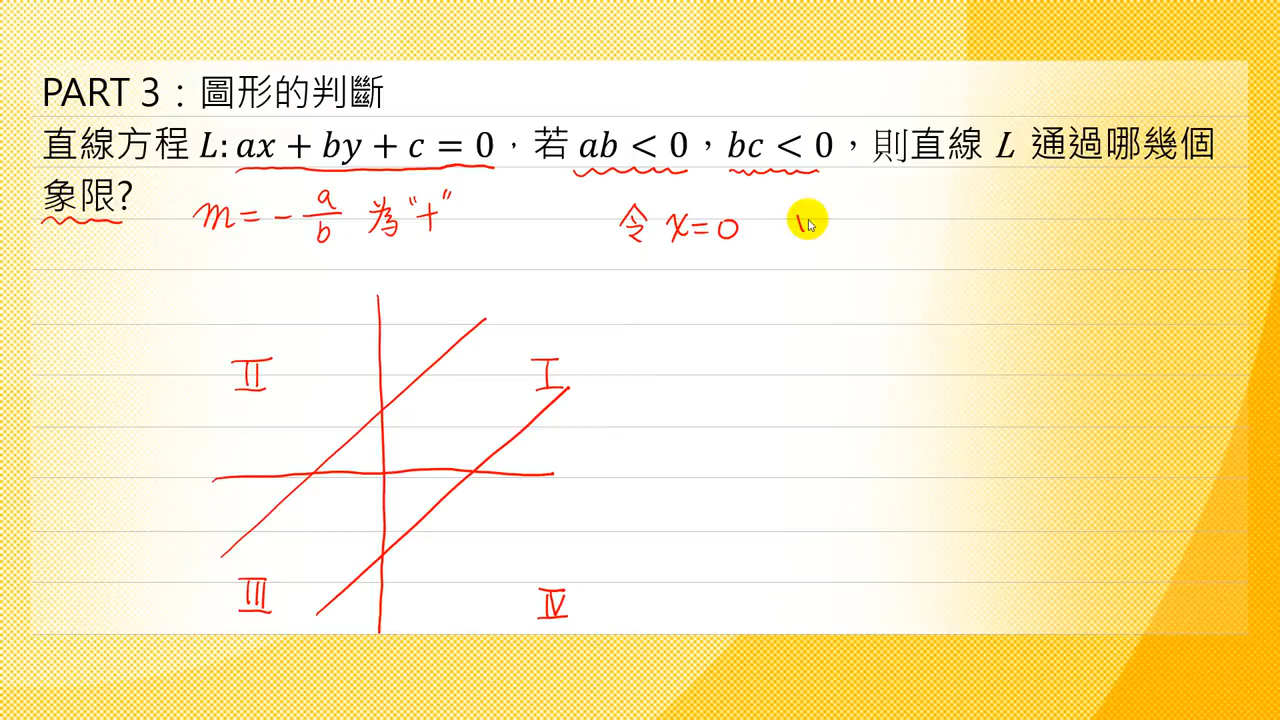 PART 3：圖形的判斷
直線方程 L: ax + by + c = 0，若 ab < 0，bc < 0，則直線 L 通過哪幾個
象限?
m = - a/b 為 "+"
令 x = 0
II
I
III
IV